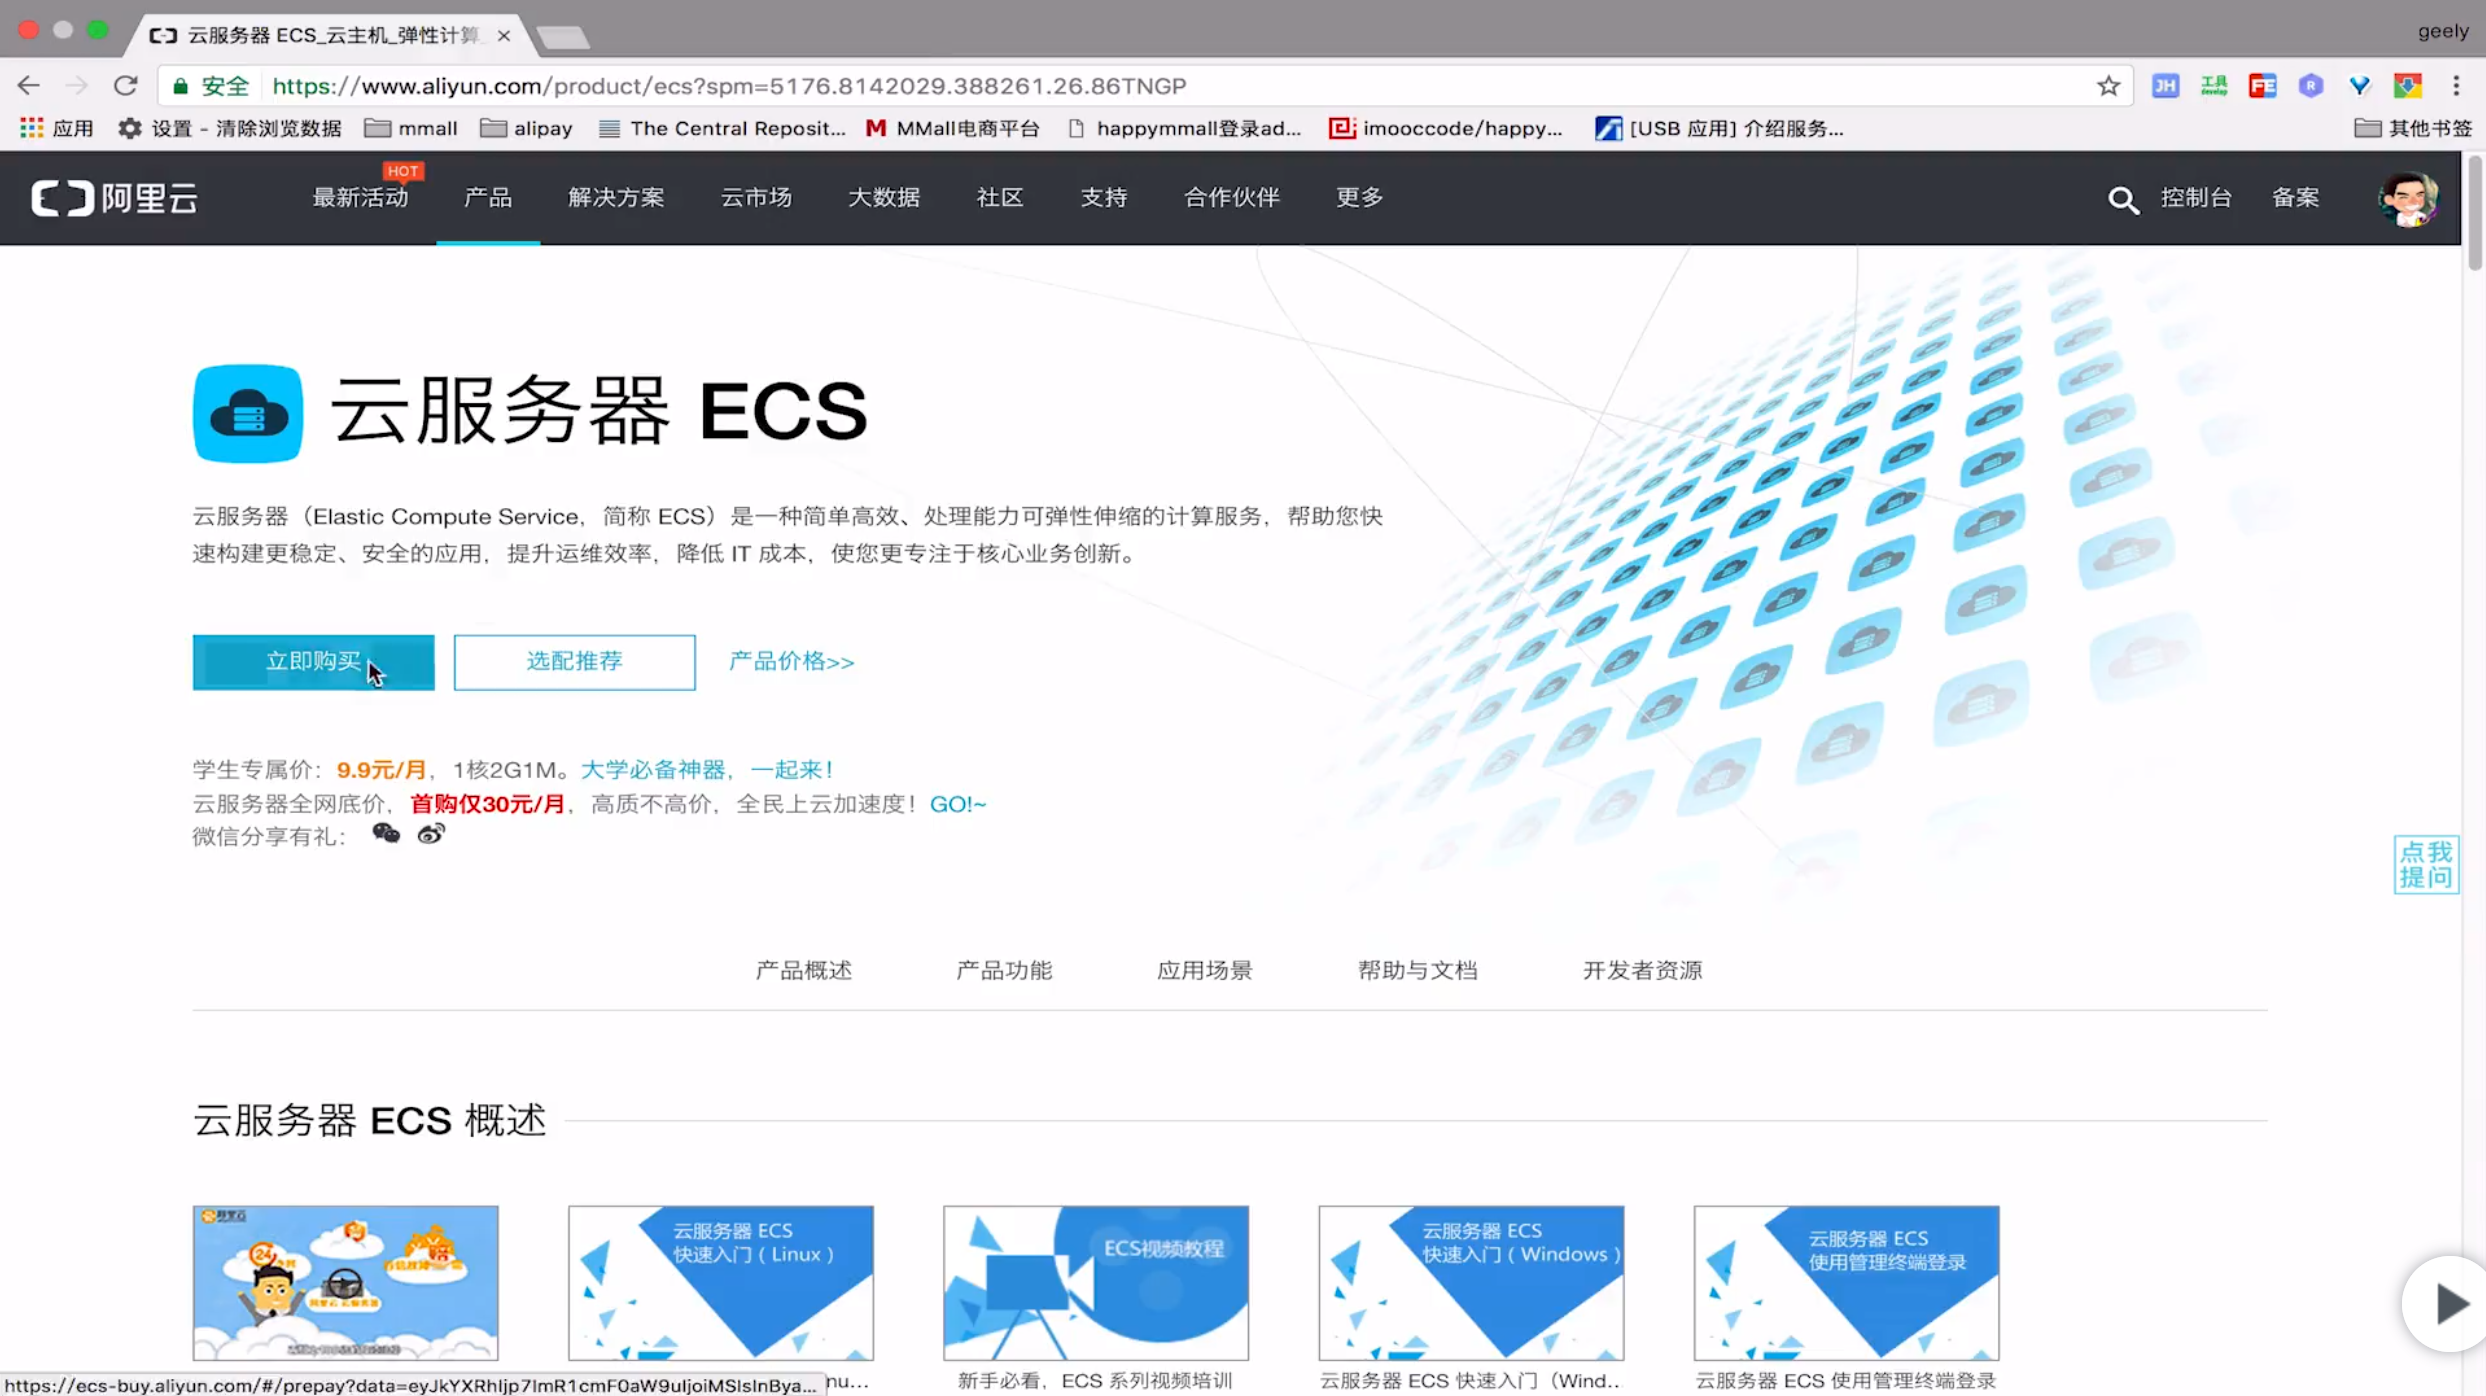 云服务器 ECS_云主机_弹性计算_
geely
安全 https://www.aliyun.com/product/ecs?spm=5176.8142029.388261.26.86TNGP
JH 工具 develop FE R
应用 设置 - 清除浏览数据 mmall alipay The Central Reposit... M MMall电商平台 happymmall登录ad... imooccode/happy... [USB 应用] 介绍服务... 其他书签
HOT
阿里云 最新活动 产品 解决方案 云市场 大数据 社区 支持 合作伙伴 更多 控制台 备案
云服务器 ECS
云服务器（Elastic Compute Service，简称 ECS）是一种简单高效、处理能力可弹性伸缩的计算服务，帮助您快
速构建更稳定、安全的应用，提升运维效率，降低 IT 成本，使您更专注于核心业务创新。
立即购买 选配推荐 产品价格>>
学生专属价：9.9元/月，1核2G1M。大学必备神器，一起来！
云服务器全网底价，首购仅30元/月，高质不高价，全民上云加速度！GO!~
微信分享有礼：
点我
提问
产品概述 产品功能 应用场景 帮助与文档 开发者资源
云服务器 ECS 概述
阿里云
24
云服务器 ECS
快速入门（Linux）
ECS视频教程
云服务器 ECS
快速入门（Windows）
云服务器 ECS
使用管理终端登录
https://ecs-buy.aliyun.com/#/prepay?data=eyJkYXRhIjp7ImR1cmF0aW9uIjoiMSIsInBya... nu... 新手必看，ECS 系列视频培训 云服务器 ECS 快速入门（Wind... 云服务器 ECS 使用管理终端登录